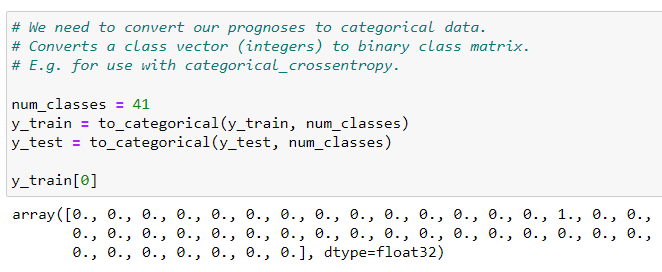 # We need to convert our prognoses to categorical data.
# Converts a class vector (integers) to binary class matrix.
# E.g. for use with categorical_crossentropy.
num_classes = 41
y_train = to_categorical(y_train, num_classes)
y_test = to_categorical(y_test, num_classes)
y_train[0]
array([0., 0., 0., 0., 0., 0., 0., 0., 0., 0., 0., 0., 0., 0., 1., 0., 0.,
0., 0., 0., 0., 0., 0., 0., 0., 0., 0., 0., 0., 0., 0., 0., 0., 0.,
0., 0., 0., 0., 0., 0., 0.], dtype=float32)